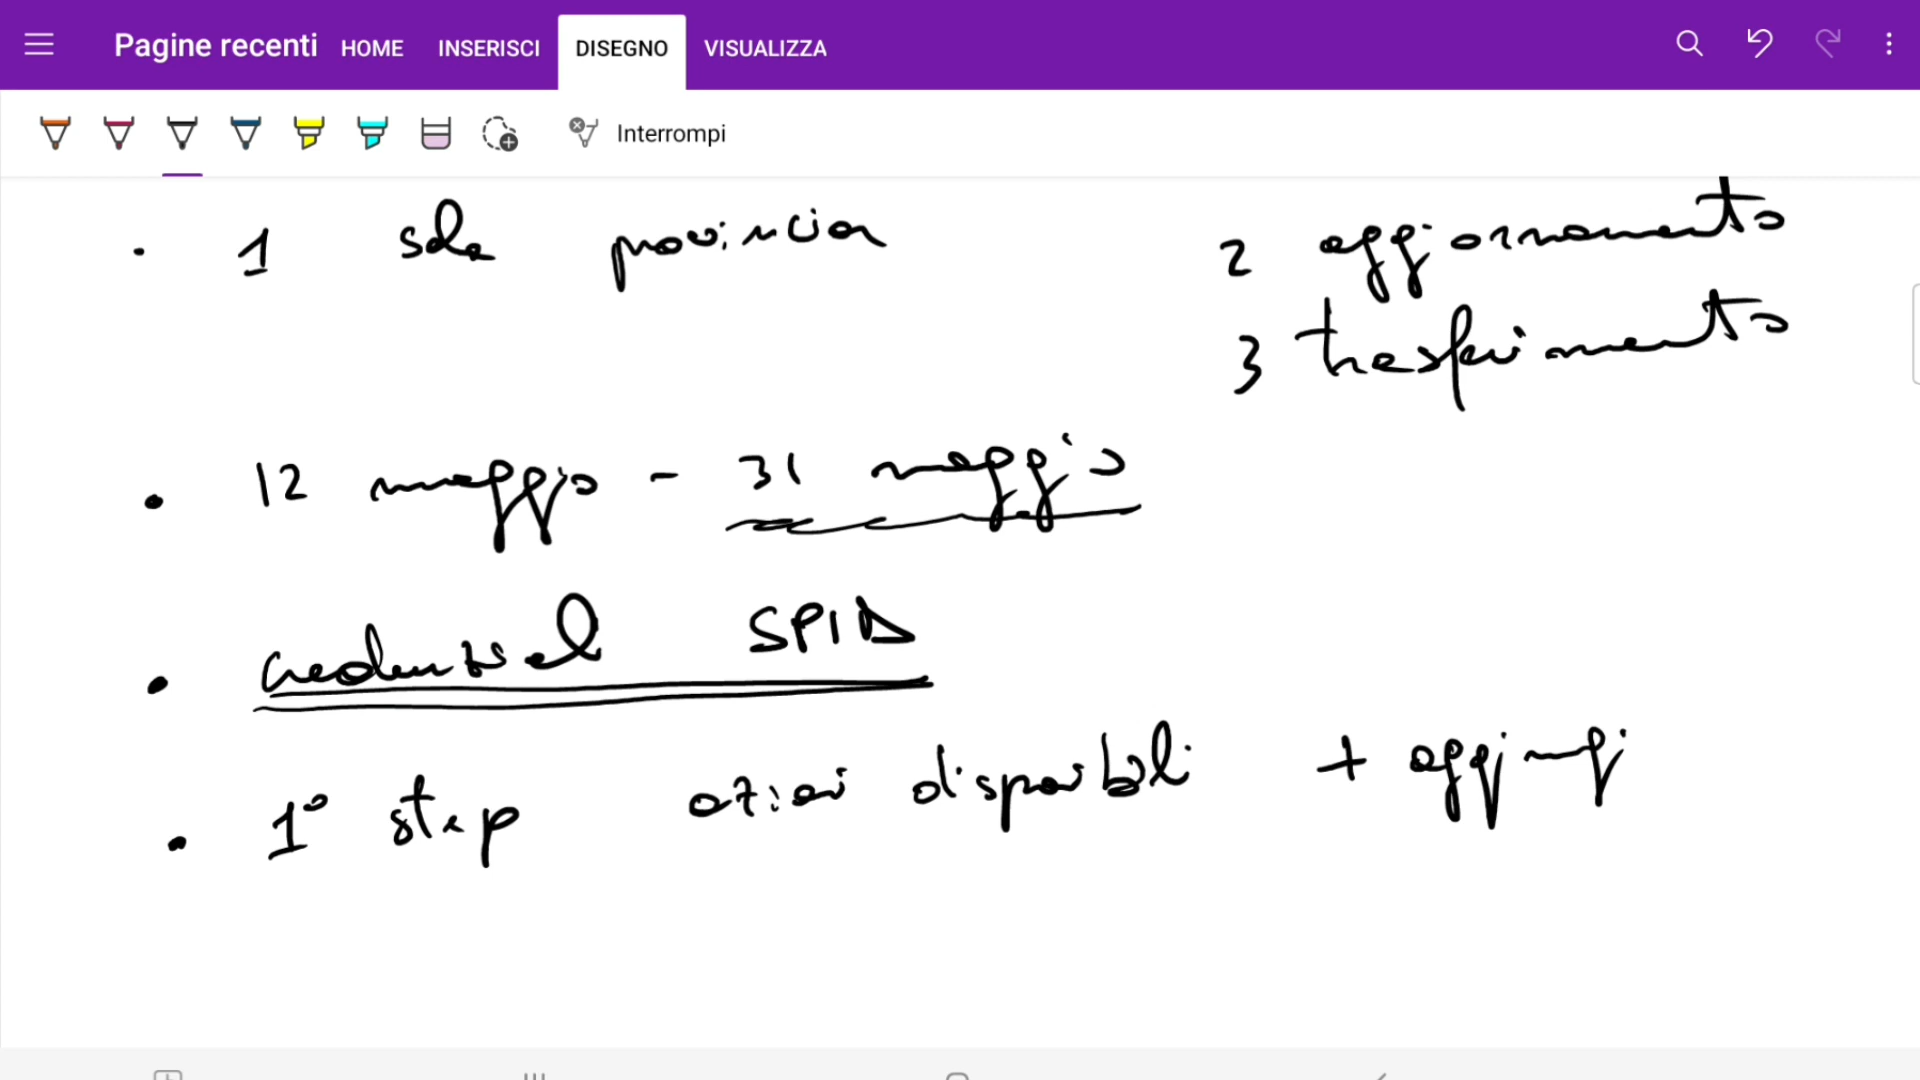 Pagine recenti HOME INSERISCI DISEGNO VISUALIZZA
Interrompi
• 1 sola provincia
2 aggiornamento
3 trasferimento
• 12 maggio - 31 maggio
• credenziali SPID
• 1° step azioni disponibili + aggiungi